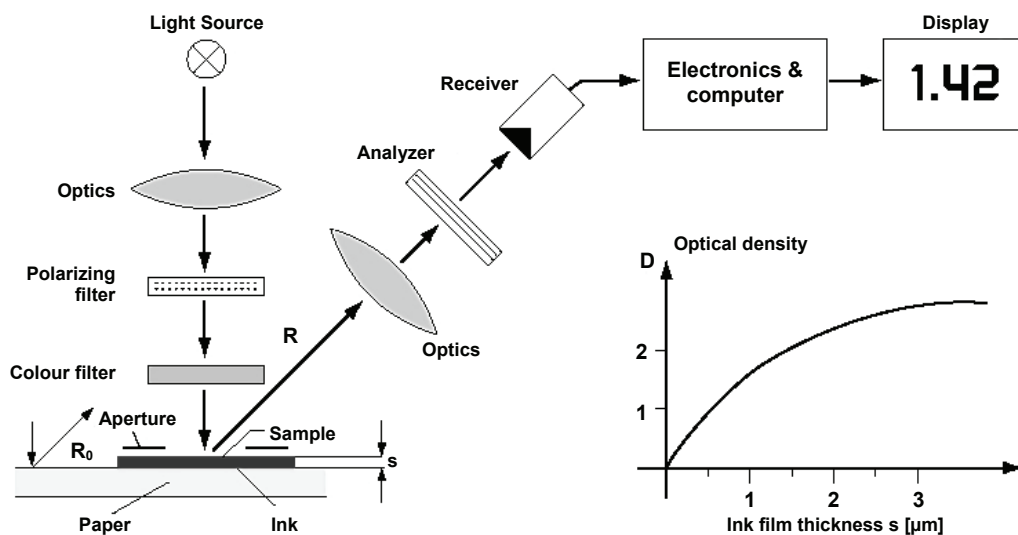 Light Source
Display
Receiver
Electronics &
computer
1.42
Analyzer
Optics
Polarizing
filter
Colour filter
R
Optics
Aperture
Sample
R₀
s
Paper
Ink
Optical density
D
2
1
1
2
3
Ink film thickness s [µm]